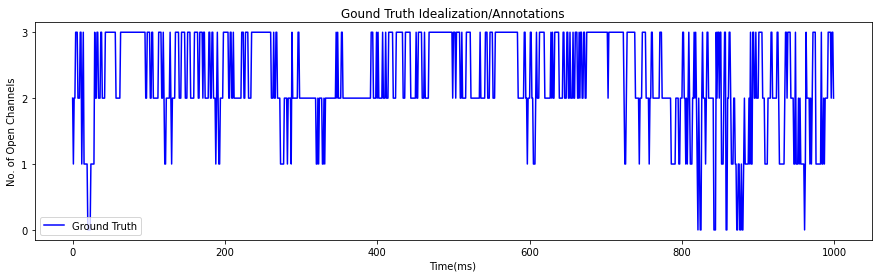 Gound Truth Idealization/Annotations
No. of Open Channels
3
2
1
0
Ground Truth
0 200 400 600 800 1000
Time(ms)